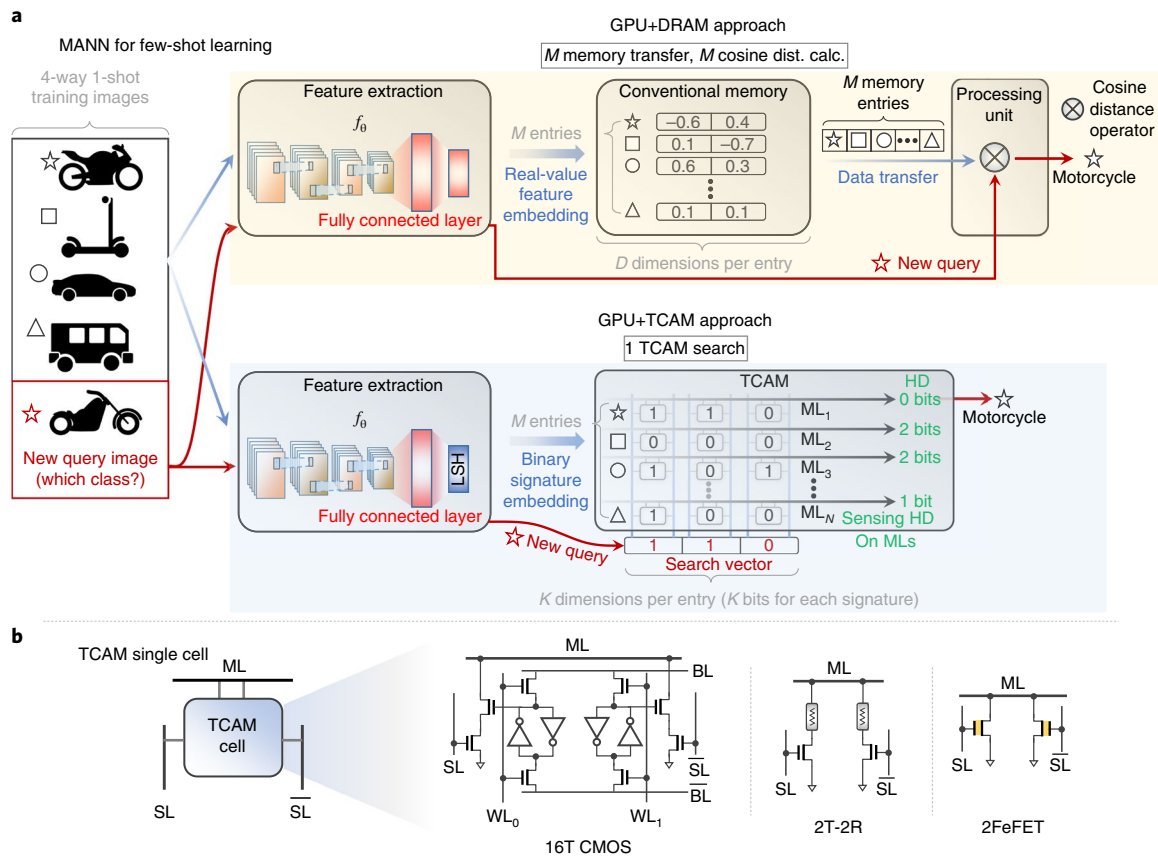 a
GPU+DRAM approach
MANN for few-shot learning
M memory transfer, M cosine dist. calc.
4-way 1-shot
training images
Feature extraction
fθ
Fully connected layer
M entries
Real-value
feature
embedding
Conventional memory
−0.6 0.4
0.1 −0.7
0.6 0.3
0.1 0.1
D dimensions per entry
M memory
entries
Data transfer
Processing
unit
Cosine
distance
operator
Motorcycle
New query
New query image
(which class?)
GPU+TCAM approach
1 TCAM search
Feature extraction
fθ
LSH
Fully connected layer
M entries
Binary
signature
embedding
New query
TCAM
HD
1 1 0 ML1 0 bits
0 0 0 ML2 2 bits
1 0 1 ML3 2 bits
1 0 0 MLN 1 bit
Sensing HD
On MLs
Motorcycle
1 1 0
Search vector
K dimensions per entry (K bits for each signature)
b
TCAM single cell
ML
TCAM
cell
SL
S̅L̅
ML
BL
SL
S̅L̅
B̅L̅
WL0
WL1
16T CMOS
ML
SL
S̅L̅
2T-2R
ML
SL
S̅L̅
2FeFET